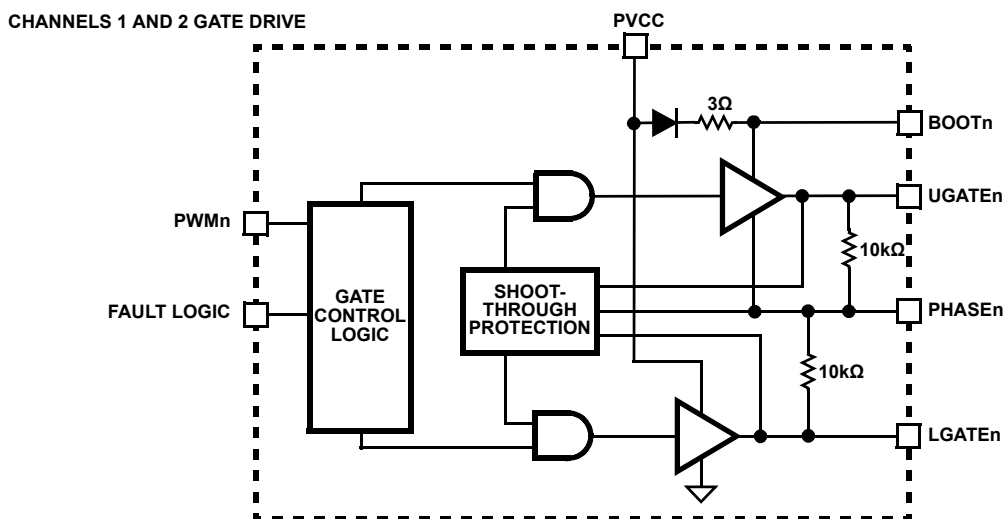 CHANNELS 1 AND 2 GATE DRIVE
PVCC
3Ω
BOOTn
UGATEn
PWMn
10kΩ
GATE
CONTROL
LOGIC
SHOOT-
THROUGH
PROTECTION
FAULT LOGIC
PHASEn
10kΩ
LGATEn